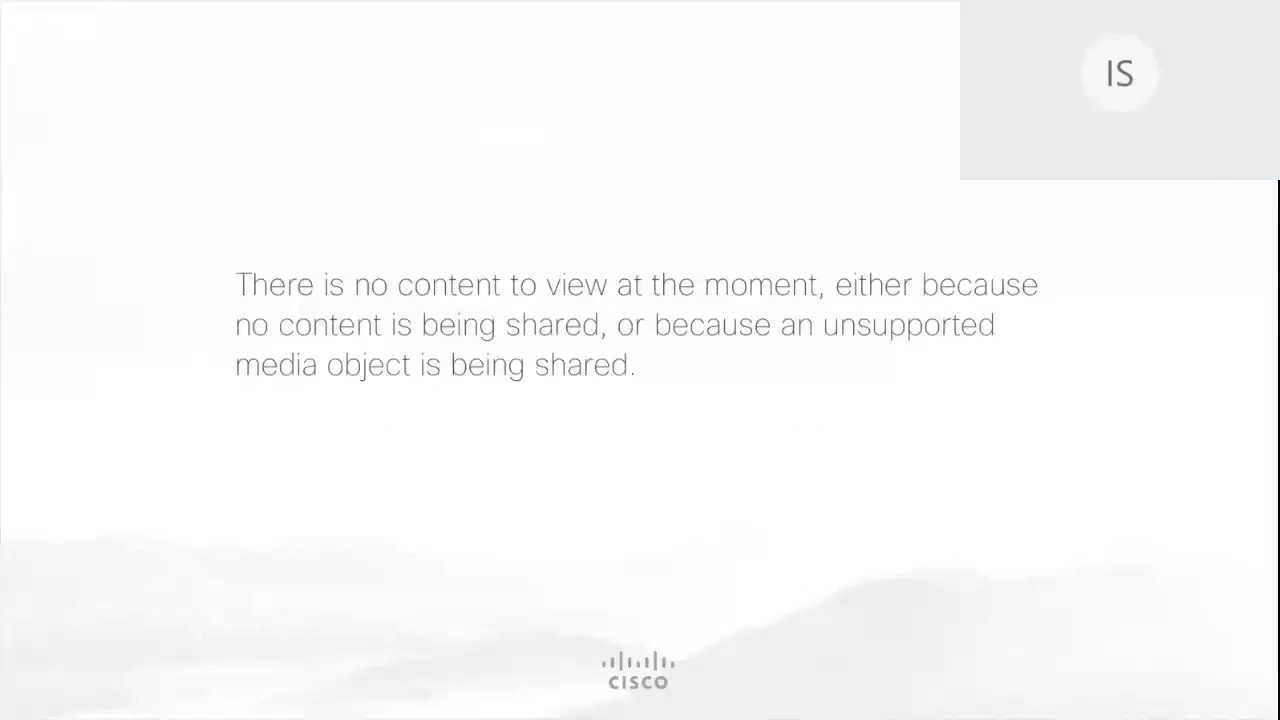 IS
There is no content to view at the moment, either because
no content is being shared, or because an unsupported
media object is being shared.
CISCO